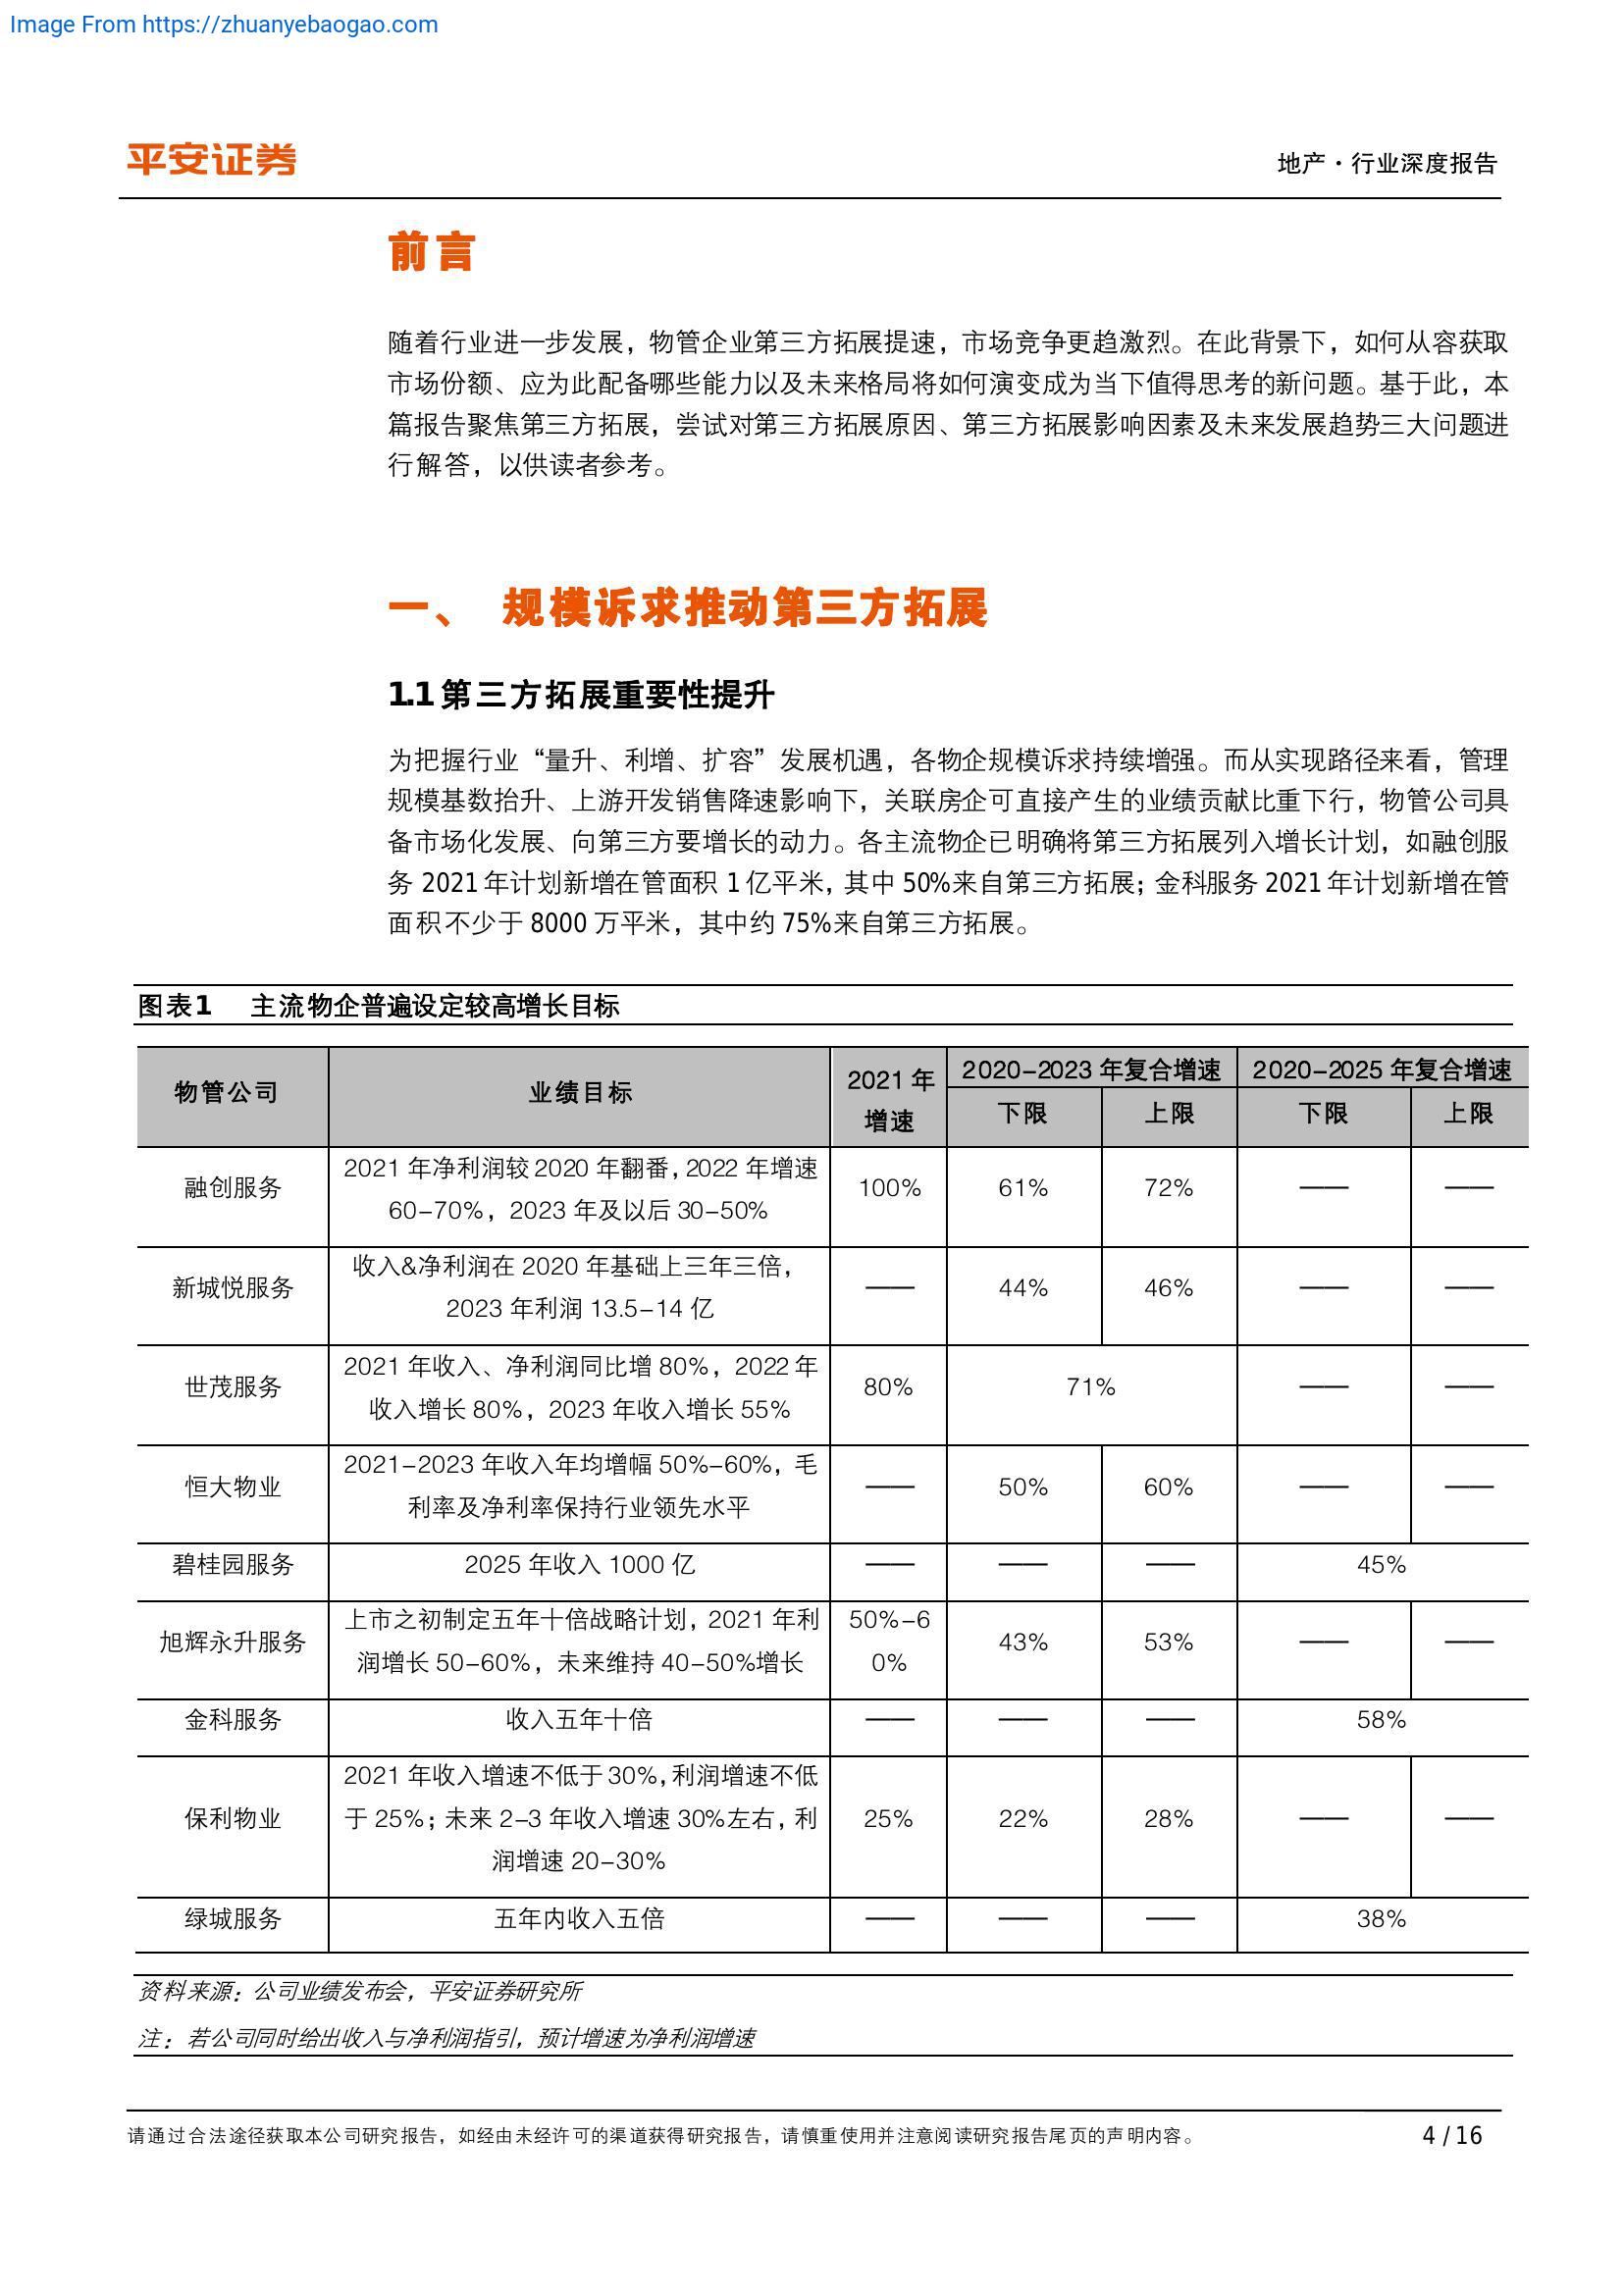 Image From https://zhuanyebaogao.com
平安证券
地产·行业深度报告
前言
随着行业进一步发展，物管企业第三方拓展提速，市场竞争更趋激烈。在此背景下，如何从容获取
市场份额、应为此配备哪些能力以及未来格局将如何演变成为当下值得思考的新问题。基于此，本
篇报告聚焦第三方拓展，尝试对第三方拓展原因、第三方拓展影响因素及未来发展趋势三大问题进
行解答，以供读者参考。
一、 规模诉求推动第三方拓展
1.1 第三方拓展重要性提升
为把握行业“量升、利增、扩容”发展机遇，各物企规模诉求持续增强。而从实现路径来看，管理
规模基数抬升、上游开发销售降速影响下，关联房企可直接产生的业绩贡献比重下行，物管公司具
备市场化发展、向第三方要增长的动力。各主流物企已明确将第三方拓展列入增长计划，如融创服
务 2021 年计划新增在管面积 1 亿平米，其中 50%来自第三方拓展；金科服务 2021 年计划新增在管
面积不少于 8000 万平米，其中约 75%来自第三方拓展。
图表1 主流物企普遍设定较高增长目标
物管公司 业绩目标 2021 年 2020-2023 年复合增速 2020-2025 年复合增速
增速 下限 上限 下限 上限
2021 年净利润较 2020 年翻番，2022 年增速
融创服务 100% 61% 72% —— ——
60-70%，2023 年及以后 30-50%
收入&净利润在 2020 年基础上三年三倍，
新城悦服务 —— 44% 46% —— ——
2023 年利润 13.5-14 亿
2021 年收入、净利润同比增 80%，2022 年
世茂服务 80% 71% —— ——
收入增长 80%，2023 年收入增长 55%
2021-2023 年收入年均增幅 50%-60%，毛
恒大物业 —— 50% 60% —— ——
利率及净利率保持行业领先水平
碧桂园服务 2025 年收入 1000 亿 —— —— —— 45%
上市之初制定五年十倍战略计划，2021 年利 50%-6
旭辉永升服务 43% 53% —— ——
润增长 50-60%，未来维持 40-50%增长 0%
金科服务 收入五年十倍 —— —— —— 58%
2021 年收入增速不低于 30%，利润增速不低
保利物业 于 25%；未来 2-3 年收入增速 30%左右，利 25% 22% 28% —— ——
润增速 20-30%
绿城服务 五年内收入五倍 —— —— —— 38%
资料来源：公司业绩发布会，平安证券研究所
注：若公司同时给出收入与净利润指引，预计增速为净利润增速
请通过合法途径获取本公司研究报告，如经由未经许可的渠道获得研究报告，请慎重使用并注意阅读研究报告尾页的声明内容。 4 / 16